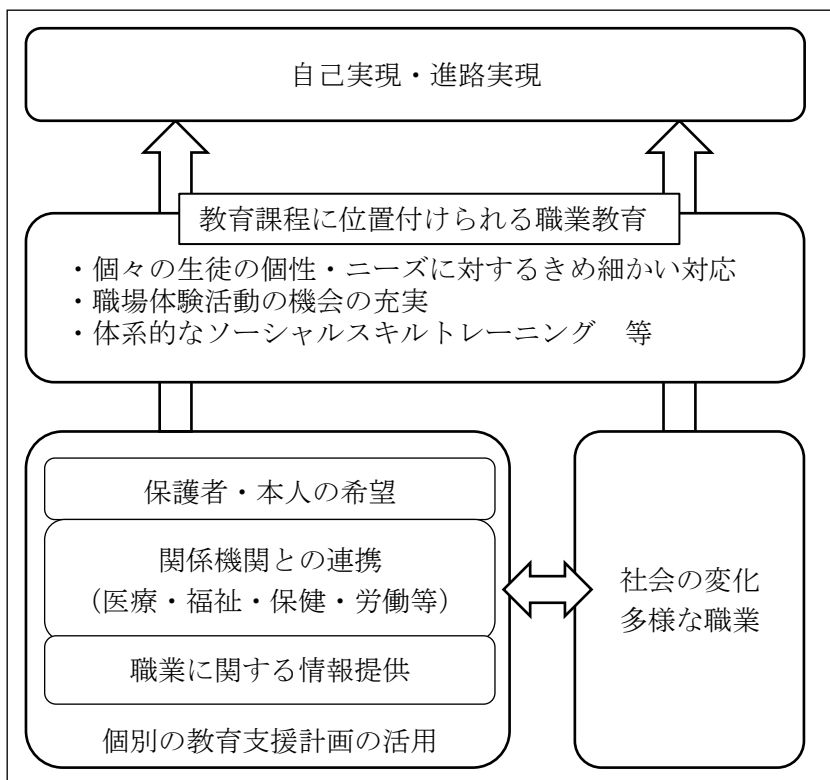 自己実現・進路実現
教育課程に位置付けられる職業教育
・個々の生徒の個性・ニーズに対するきめ細かい対応
・職場体験活動の機会の充実
・体系的なソーシャルスキルトレーニング　等
保護者・本人の希望
関係機関との連携
（医療・福祉・保健・労働等）
職業に関する情報提供
個別の教育支援計画の活用
社会の変化
多様な職業